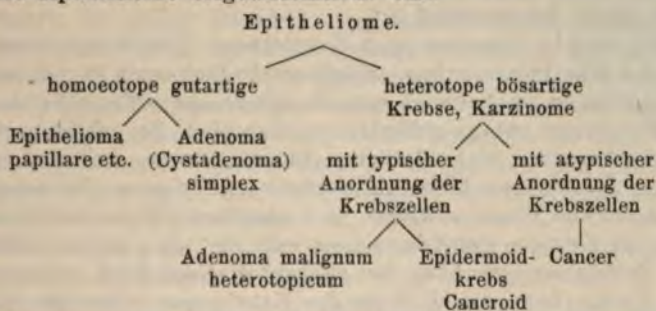 Epitheliome.
homoeotope gutartige
heterotope bösartige
Krebse, Karzinome
Epithelioma
papillare etc.
Adenoma
(Cystadenoma)
simplex
mit typischer
Anordnung der
Krebszellen
mit atypischer
Anordnung der
Krebszellen
Adenoma malignum
heterotopicum
Epidermoid-
krebs
Cancroid
Cancer